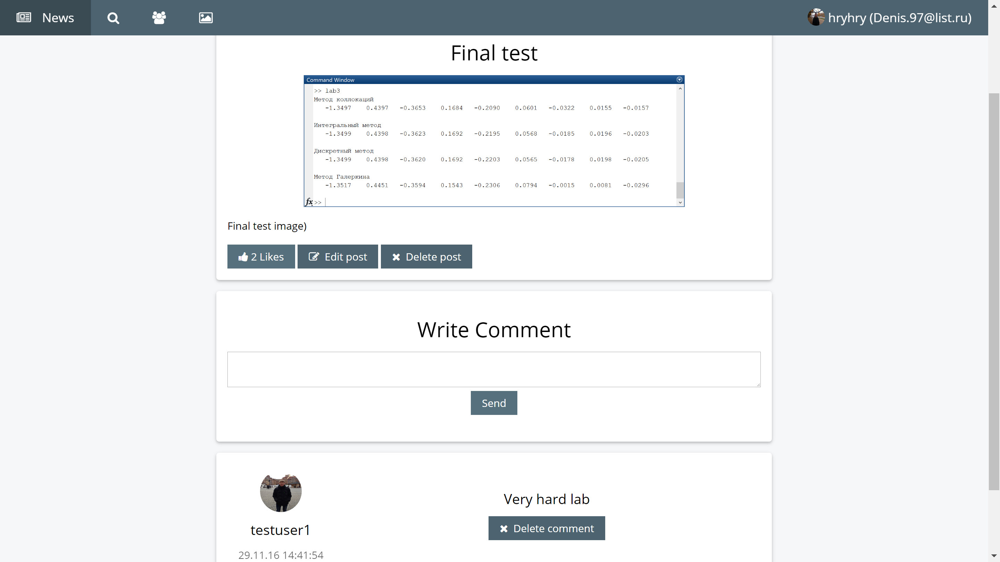 News
hryhry (Denis.97@list.ru)
Final test
Command Window
>> lab3
Метод коллокаций
-1.3497 0.4397 -0.3653 0.1684 -0.2090 0.0601 -0.0322 0.0155 -0.0157
Интегральный метод
-1.3499 0.4398 -0.3623 0.1692 -0.2195 0.0568 -0.0185 0.0196 -0.0203
Дискретный метод
-1.3499 0.4398 -0.3620 0.1692 -0.2203 0.0565 -0.0178 0.0198 -0.0205
Метод Галеркина
-1.3517 0.4451 -0.3594 0.1543 -0.2306 0.0794 -0.0015 0.0081 -0.0296
fx >>
Final test image)
2 Likes Edit post Delete post
Write Comment
Send
Very hard lab
Delete comment
testuser1
29.11.16 14:41:54